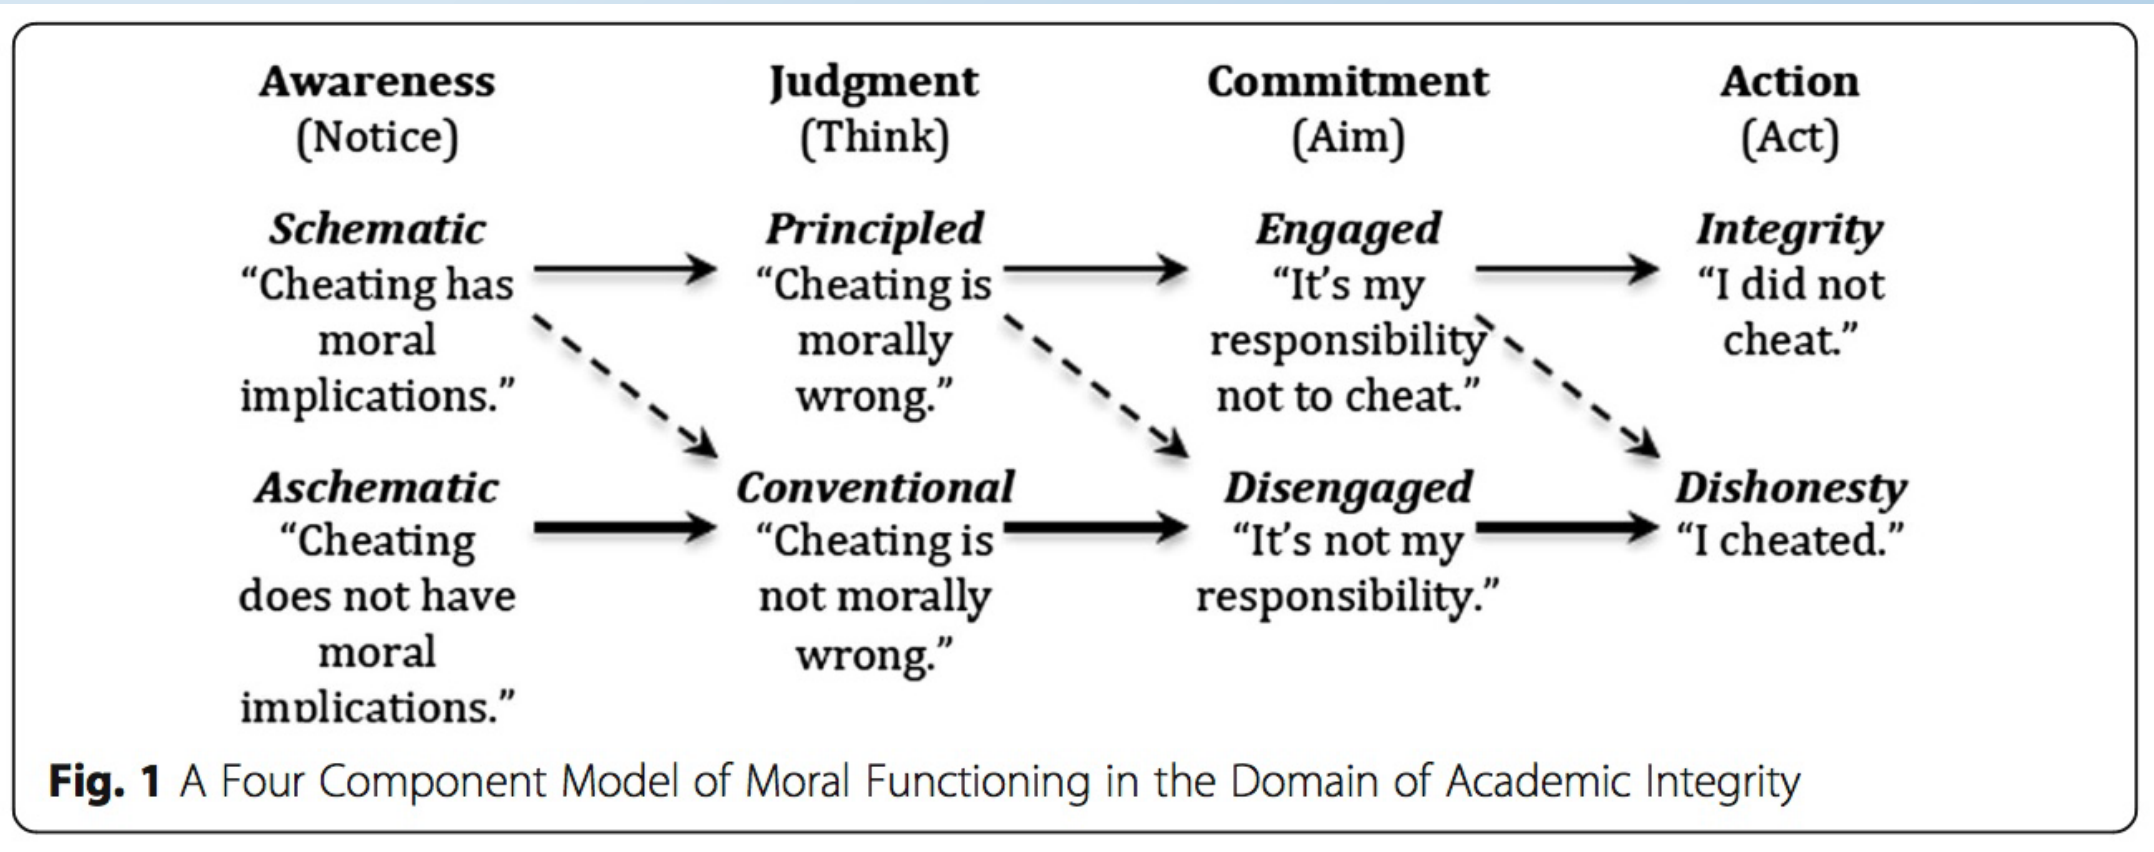 Awareness
(Notice)
Judgment
(Think)
Commitment
(Aim)
Action
(Act)
Schematic
“Cheating has
moral
implications.”
Principled
“Cheating is
morally
wrong.”
Engaged
“It’s my
responsibility
not to cheat.”
Integrity
“I did not
cheat.”
Aschematic
“Cheating
does not have
moral
implications.”
Conventional
“Cheating is
not morally
wrong.”
Disengaged
“It’s not my
responsibility.”
Dishonesty
“I cheated.”
Fig. 1 A Four Component Model of Moral Functioning in the Domain of Academic Integrity